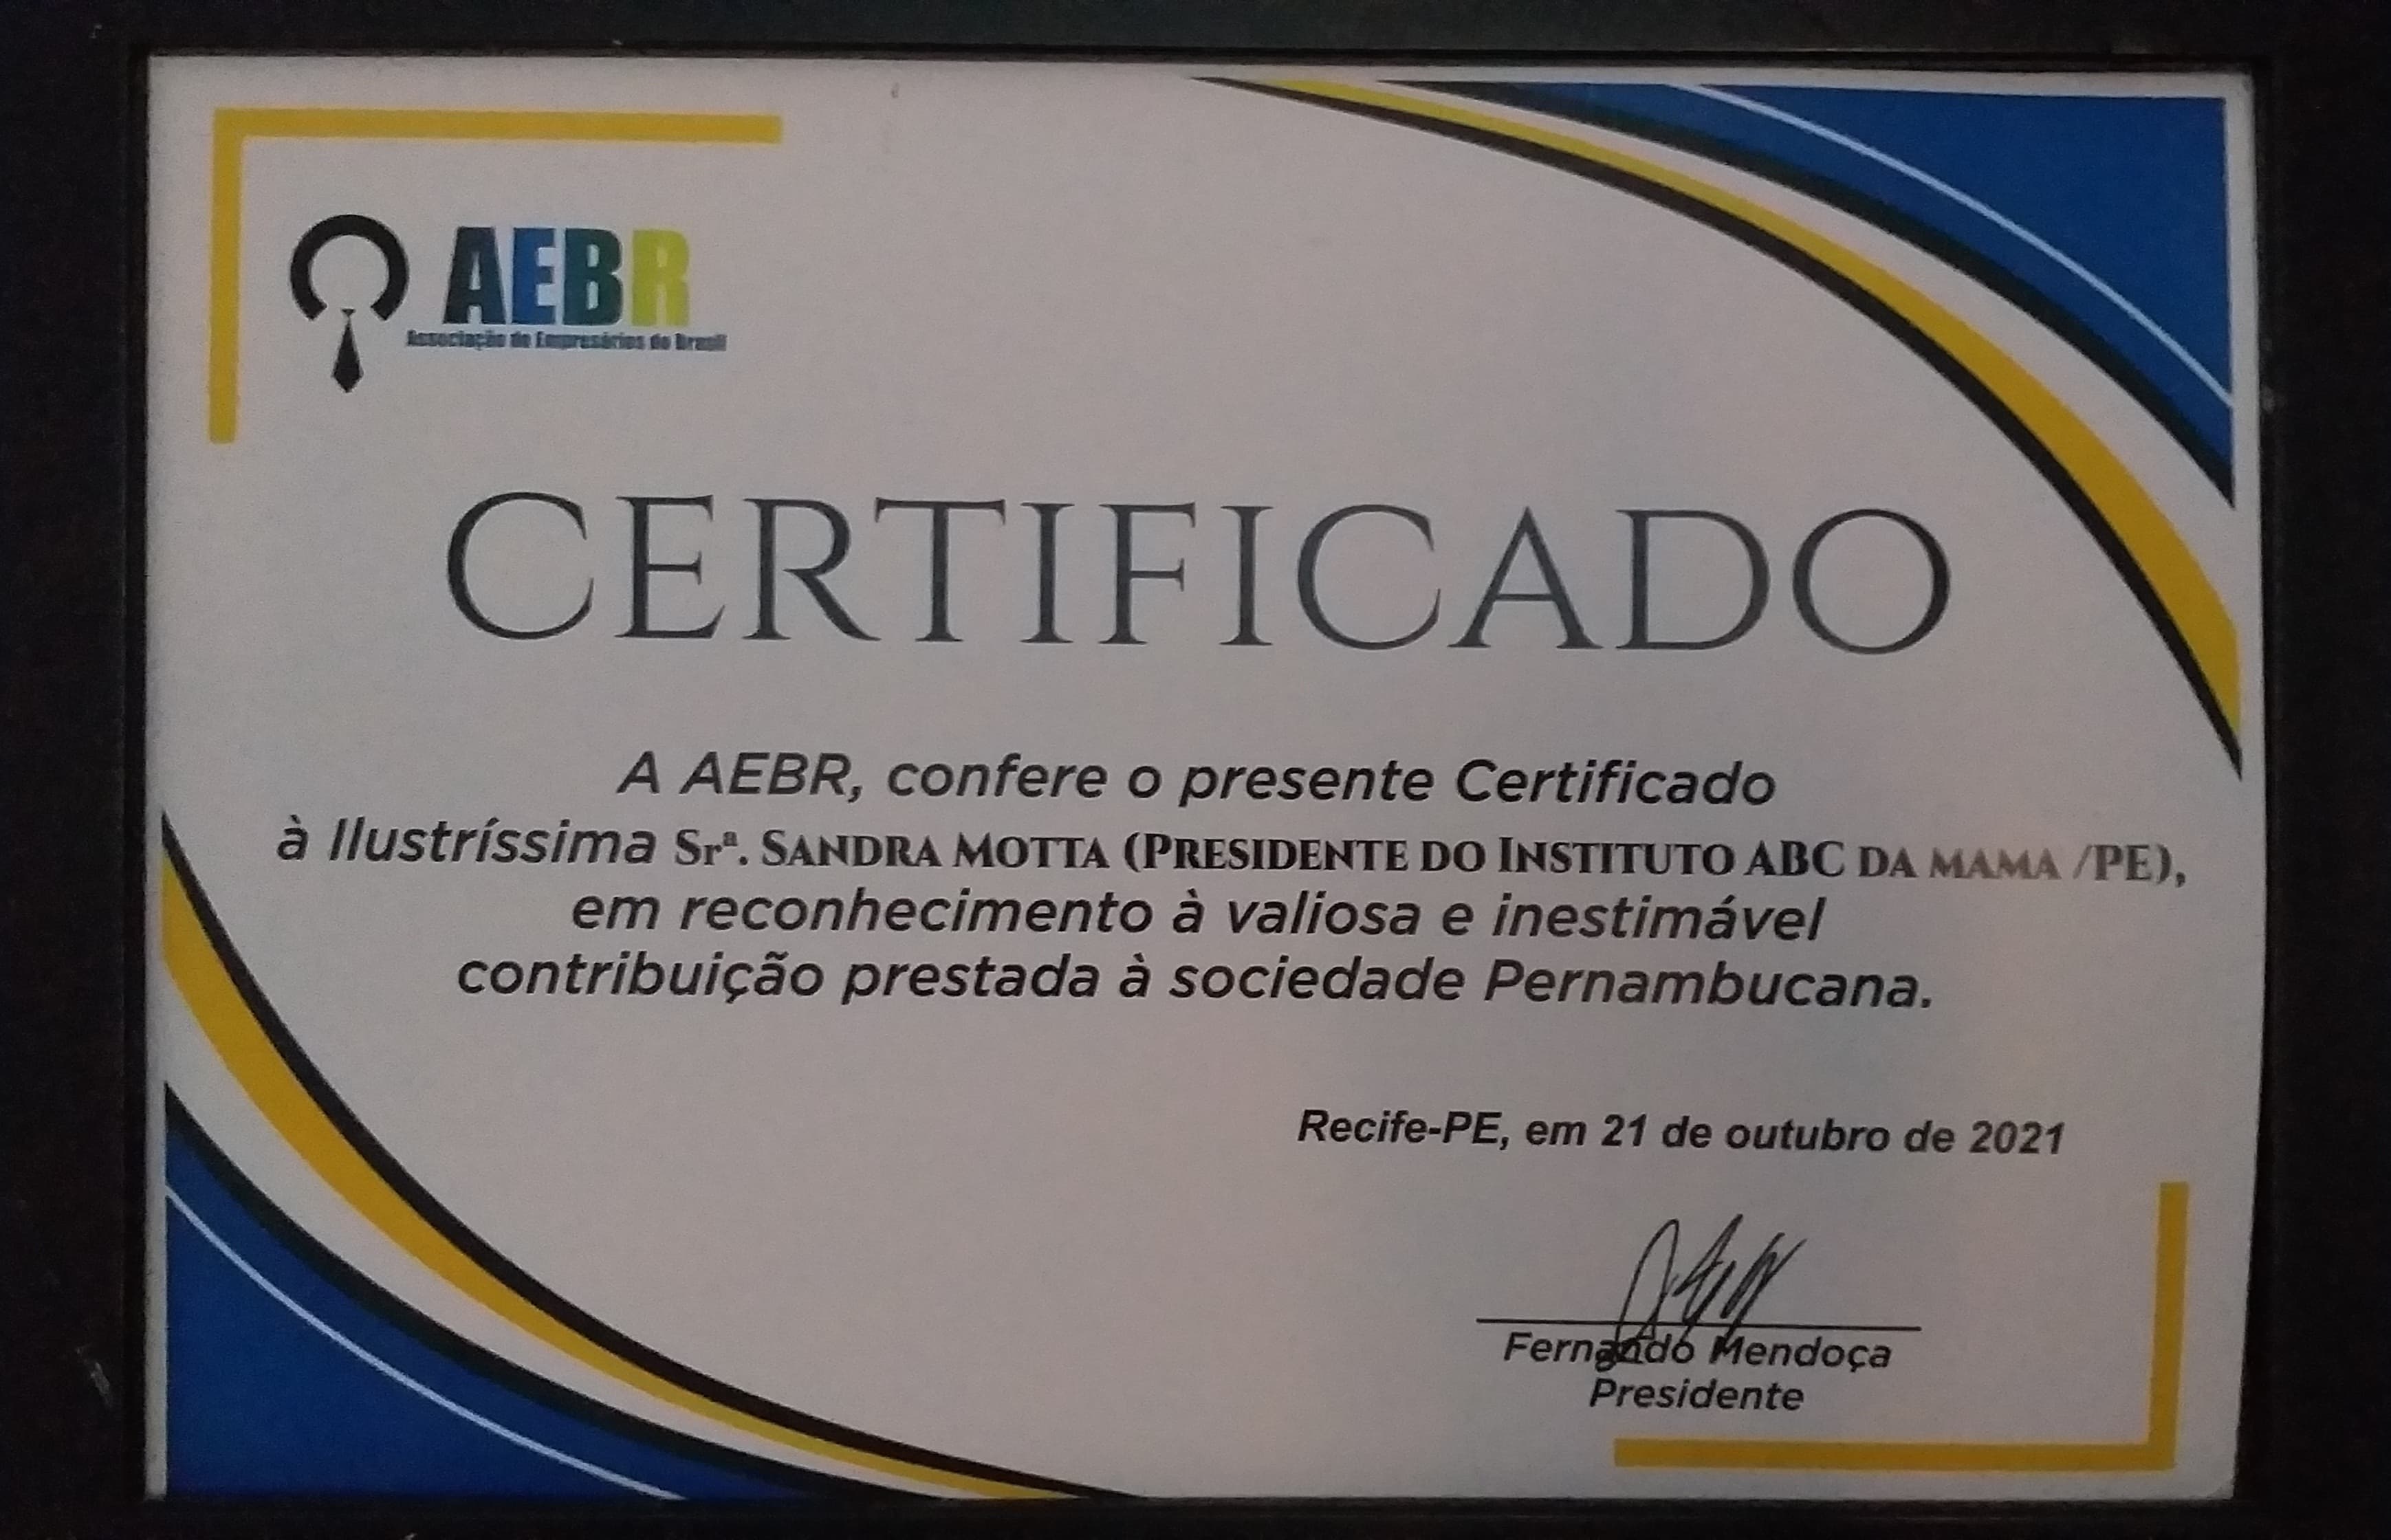 AEBR
Associação de Empresários do Brasil
CERTIFICADO
A AEBR, confere o presente Certificado
à Ilustríssima Srª. SANDRA MOTTA (PRESIDENTE DO INSTITUTO ABC DA MAMA /PE),
em reconhecimento à valiosa e inestimável
contribuição prestada à sociedade Pernambucana.
Recife-PE, em 21 de outubro de 2021
Fernando Mendoça
Presidente